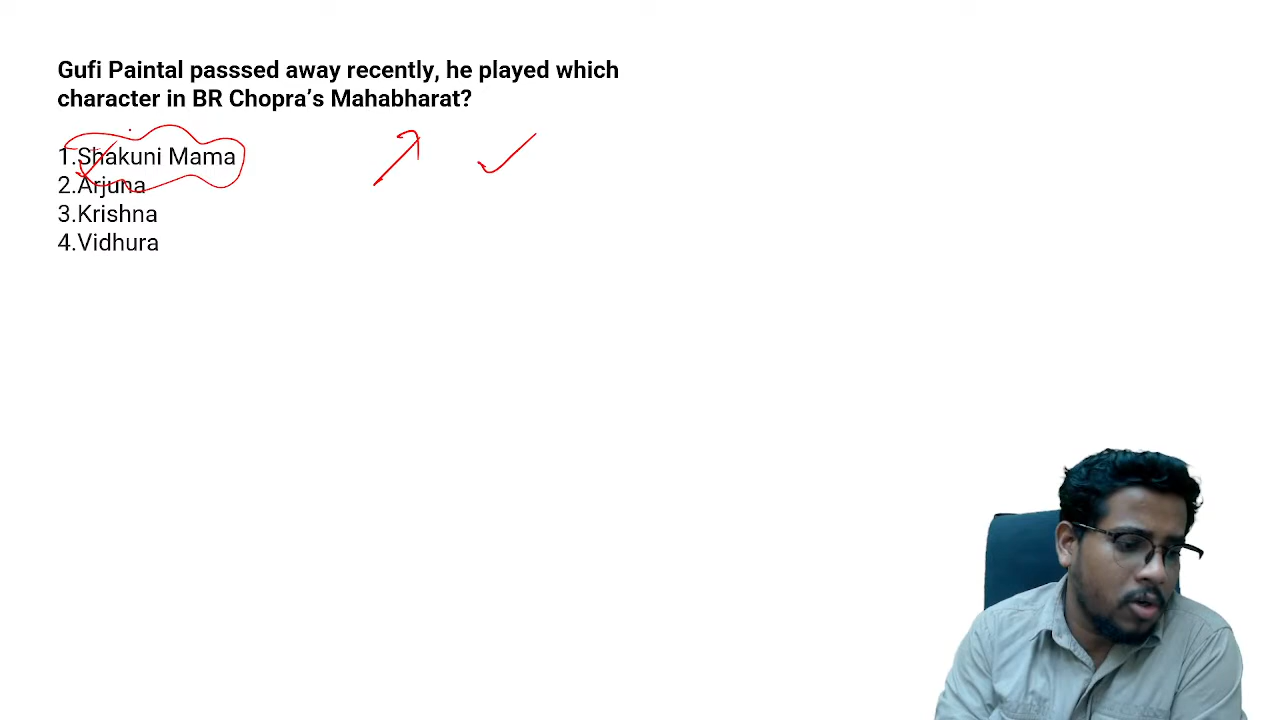 Gufi Paintal passsed away recently, he played which
character in BR Chopra’s Mahabharat?
1.Shakuni Mama
2.Arjuna
3.Krishna
4.Vidhura